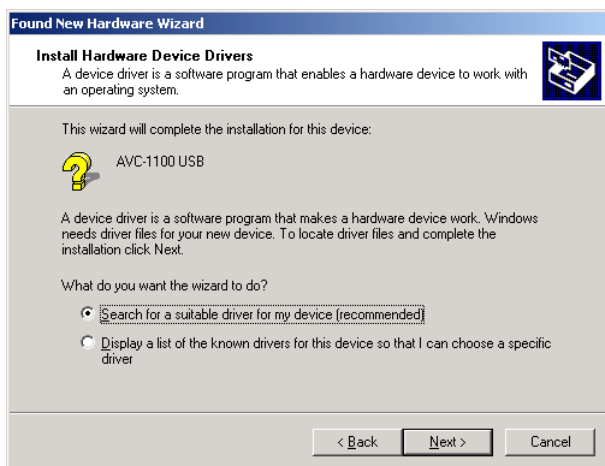 Found New Hardware Wizard
Install Hardware Device Drivers
A device driver is a software program that enables a hardware device to work with
an operating system.
This wizard will complete the installation for this device:
AVC-1100 USB
A device driver is a software program that makes a hardware device work. Windows
needs driver files for your new device. To locate driver files and complete the
installation click Next.
What do you want the wizard to do?
Search for a suitable driver for my device (recommended)
Display a list of the known drivers for this device so that I can choose a specific
driver
< Back Next > Cancel